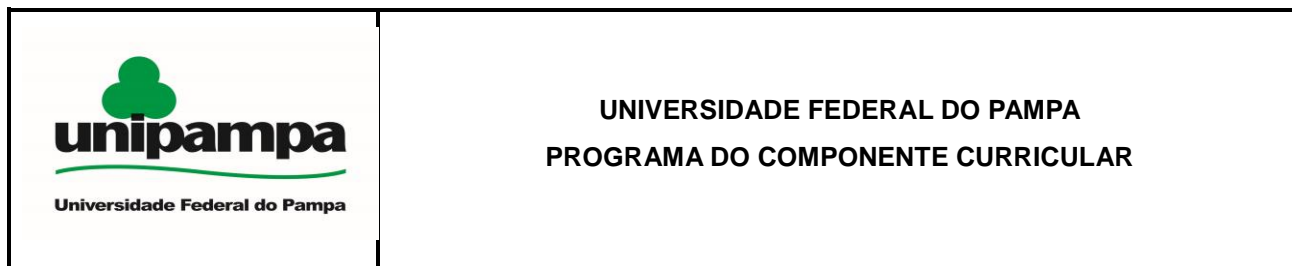 unipampa
Universidade Federal do Pampa
UNIVERSIDADE FEDERAL DO PAMPA
PROGRAMA DO COMPONENTE CURRICULAR